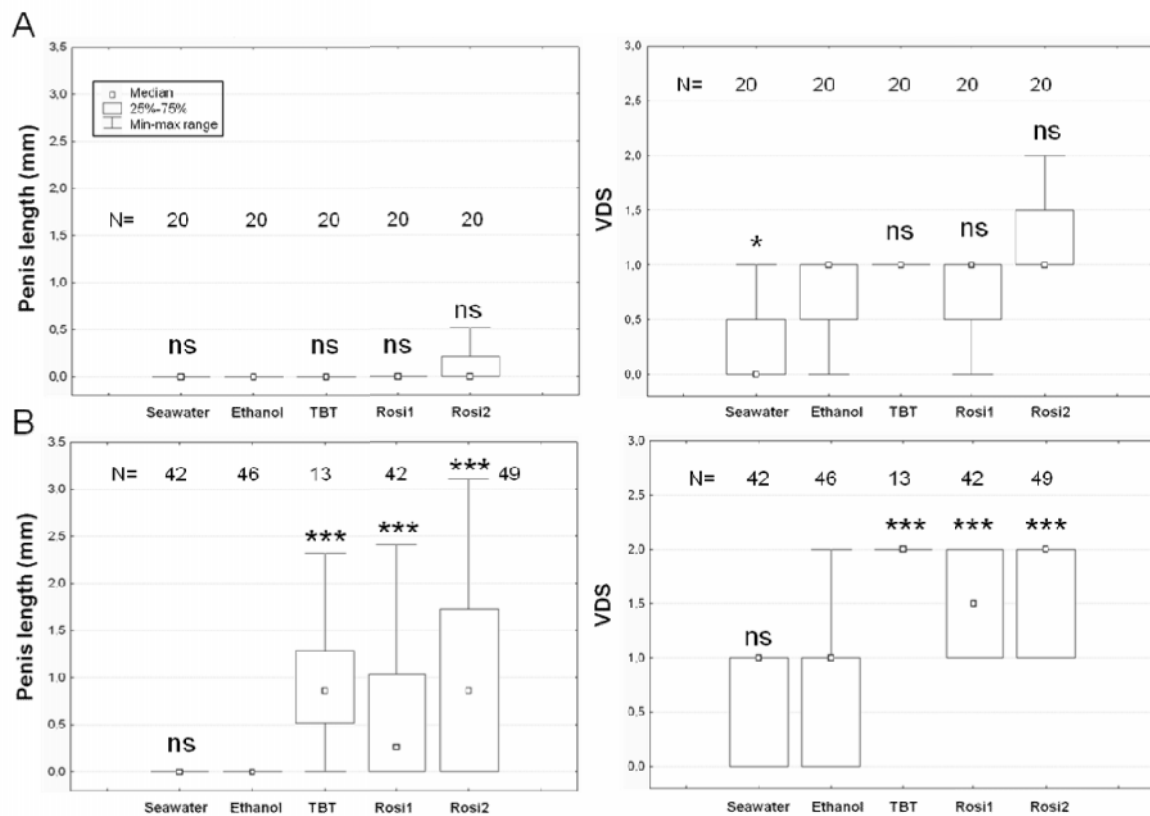 A
Penis length (mm)
3,5
3,0
2,5
2,0
1,5
1,0
0,5
0,0
Median
25%-75%
Min-max range
N= 20 20 20 20 20
ns ns ns ns
Seawater Ethanol TBT Rosi1 Rosi2
VDS
3,0
2,5
2,0
1,5
1,0
0,5
0,0
N= 20 20 20 20 20
* ns ns ns
Seawater Ethanol TBT Rosi1 Rosi2
B
Penis length (mm)
3,5
3,0
2,5
2,0
1,5
1,0
0,5
0,0
N= 42 46 13 42 49
ns *** *** ***
Seawater Ethanol TBT Rosi1 Rosi2
VDS
3,0
2,5
2,0
1,5
1,0
0,5
0,0
N= 42 46 13 42 49
ns *** *** ***
Seawater Ethanol TBT Rosi1 Rosi2